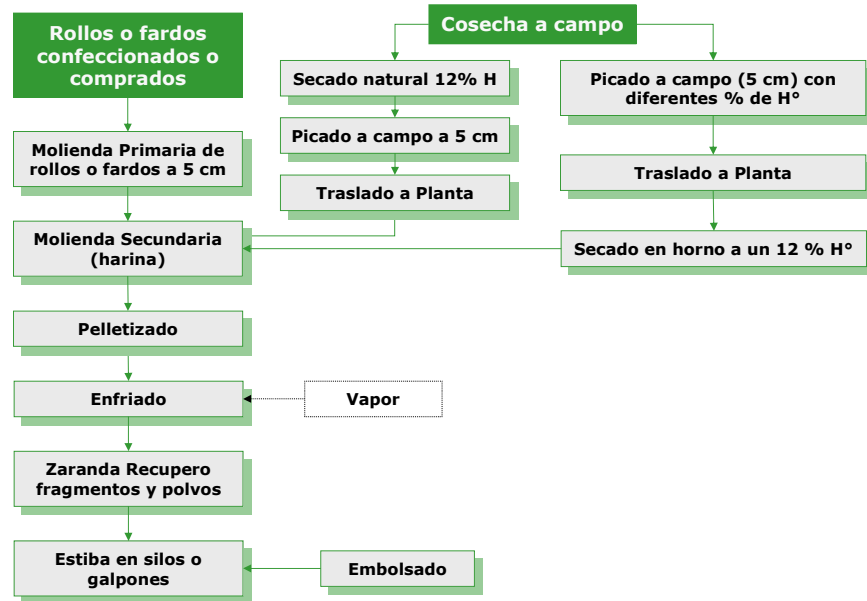 Rollos o fardos
confeccionados o
comprados
Molienda Primaria de
rollos o fardos a 5 cm
Molienda Secundaria
(harina)
Pelletizado
Enfriado
Vapor
Zaranda Recupero
fragmentos y polvos
Estiba en silos o
galpones
Embolsado
Cosecha a campo
Secado natural 12% H
Picado a campo a 5 cm
Traslado a Planta
Picado a campo (5 cm) con
diferentes % de H°
Traslado a Planta
Secado en horno a un 12 % H°